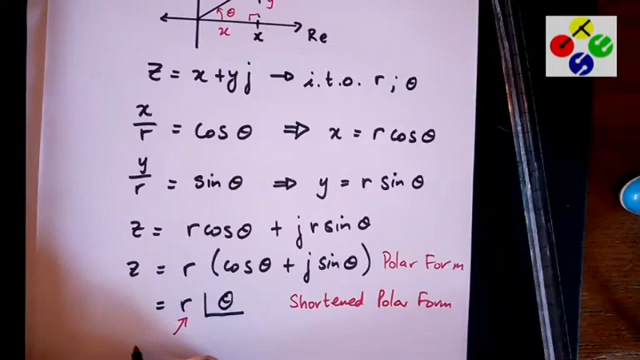 y
θ
x
x Re
z = x + yj → i.t.o. r ; θ
x/r = cos θ ⇒ x = r cos θ
y/r = sin θ ⇒ y = r sin θ
z = r cos θ + j r sin θ
z = r (cos θ + j sin θ) Polar Form
= r ∠θ Shortened Polar Form